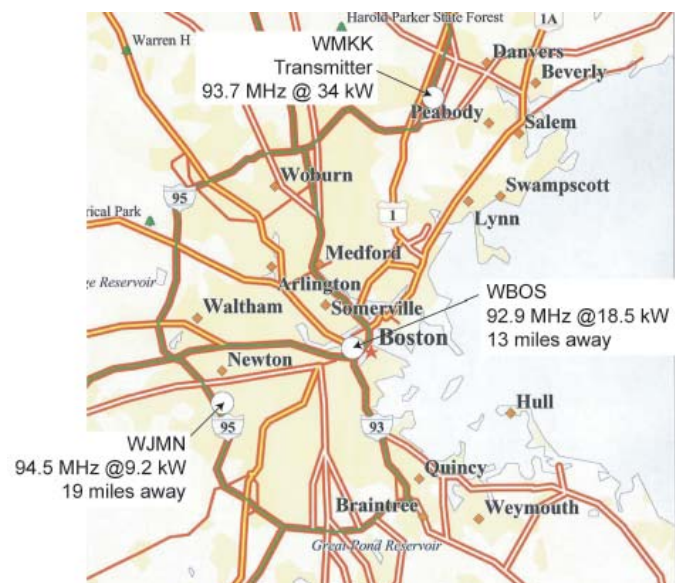 Harold Parker State Forest
1A
Warren H
WMKK
Transmitter
93.7 MHz @ 34 kW
Danvers
Beverly
Peabody
Salem
Woburn
95
Swampscott
rical Park
1
Lynn
Medford
ge Reservoir
Arlington
Waltham
Somerville
WBOS
92.9 MHz @18.5 kW
13 miles away
Boston
Newton
Hull
95
93
WJMN
94.5 MHz @9.2 kW
19 miles away
Quincy
Braintree
Weymouth
Great Pond Reservoir